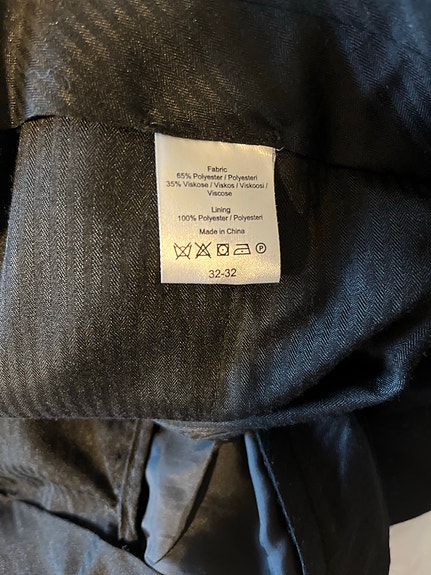 Fabric
65% Polyester / Polyesteri
35% Viskose / Viskos / Viskoosi /
Viscose
Lining
100% Polyester / Polyesteri
Made in China
P
32-32